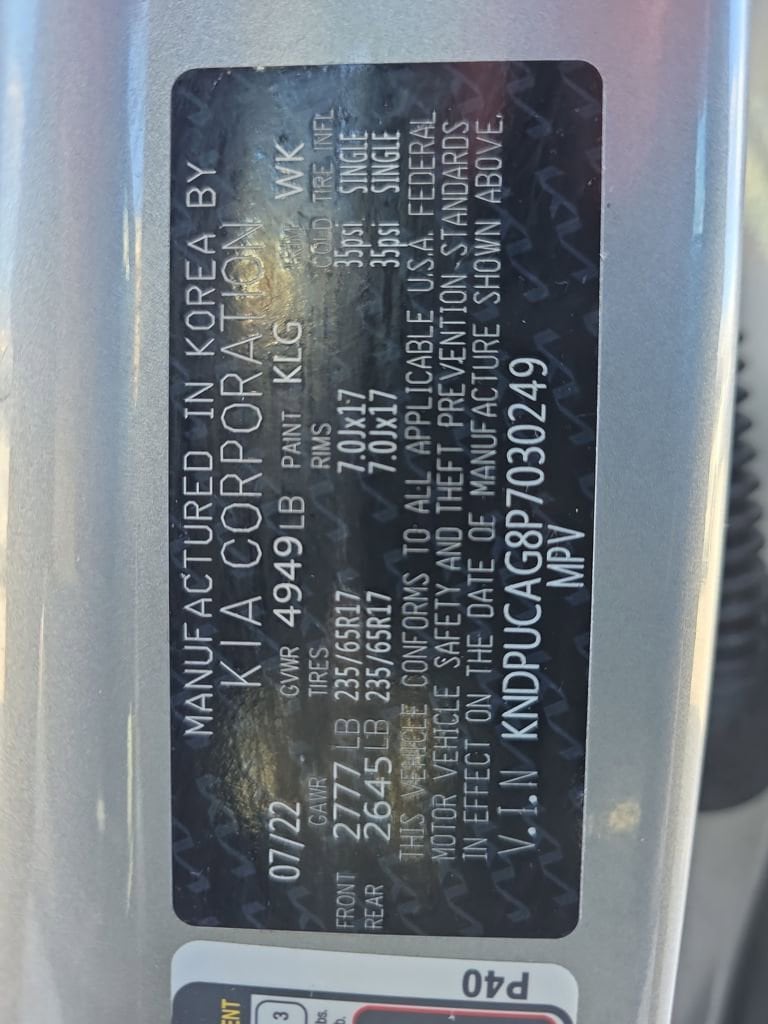 MANUFACTURED IN KOREA BY
KIA CORPORATION
07/22 GVWR 4949LB PAINT KLG WK
GAWR TIRES RIMS COLD TIRE INFL
FRONT 2777 LB 235/65R17 7.0Jx17 35psi SINGLE
REAR 2645 LB 235/65R17 7.0Jx17 35psi SINGLE
THIS VEHICLE CONFORMS TO ALL APPLICABLE U.S.A. FEDERAL
MOTOR VEHICLE SAFETY AND THEFT PREVENTION STANDARDS
IN EFFECT ON THE DATE OF MANUFACTURE SHOWN ABOVE.
V.I.N KNDPUCAG8P7030249
MPV
P40
3